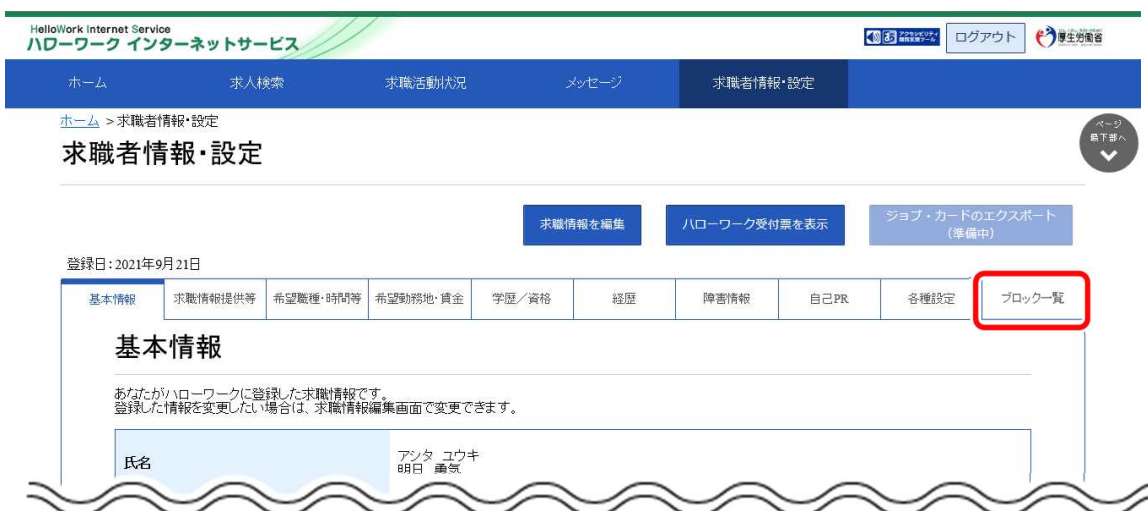 HelloWork Internet Service
ハローワーク インターネットサービス
ログアウト
厚生労働省
ホーム
求人検索
求職活動状況
メッセージ
求職者情報・設定
ホーム > 求職者情報・設定
ページ
最下部へ
求職者情報・設定
求職情報を編集
ハローワーク受付票を表示
ジョブ・カードのエクスポート
(準備中)
登録日:2021年9月21日
基本情報
求職情報提供等
希望職種・時間等
希望勤務地・賃金
学歴/資格
経歴
障害情報
自己PR
各種設定
ブロック一覧
基本情報
あなたがハローワークに登録した求職情報です。
登録した情報を変更したい場合は、求職情報編集画面で変更できます。
氏名
アシタ ユウキ
明日 勇気